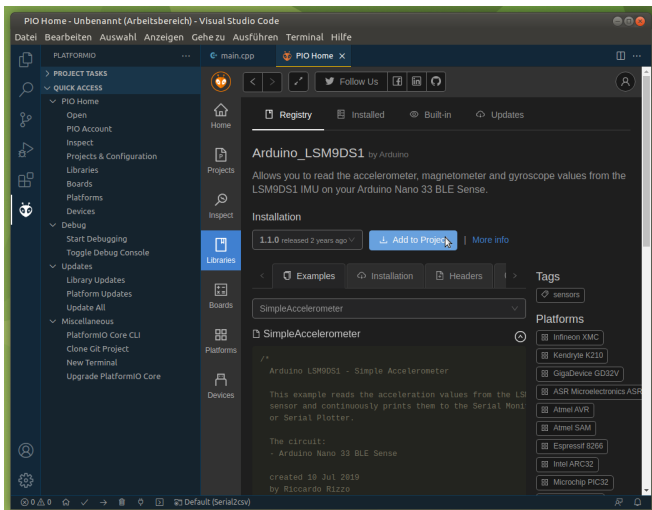 PIO Home - Unbenannt (Arbeitsbereich) - Visual Studio Code
Datei Bearbeiten Auswahl Anzeigen Gehe zu Ausführen Terminal Hilfe
PLATFORMIO ...
main.cpp
PIO Home ×
PROJECT TASKS
QUICK ACCESS
PIO Home
Open
PIO Account
Inspect
Projects & Configuration
Libraries
Boards
Platforms
Devices
Debug
Start Debugging
Toggle Debug Console
Updates
Library Updates
Platform Updates
Update All
Miscellaneous
PlatformIO Core CLI
Clone Git Project
New Terminal
Upgrade PlatformIO Core
Follow Us
Home
Projects
Inspect
Libraries
Boards
Platforms
Devices
Registry Installed Built-in Updates
Arduino_LSM9DS1 by Arduino
Allows you to read the accelerometer, magnetometer and gyroscope values from the
LSM9DS1 IMU on your Arduino Nano 33 BLE Sense.
Installation
1.1.0 released 2 years ago
Add to Project | More info
Examples Installation Headers
SimpleAccelerometer
SimpleAccelerometer
/*
Arduino LSM9DS1 - Simple Accelerometer
This example reads the acceleration values from the LS
sensor and continuously prints them to the Serial Moni
or Serial Plotter.
The circuit:
- Arduino Nano 33 BLE Sense
created 10 Jul 2019
by Riccardo Rizzo
Tags
sensors
Platforms
Infineon XMC
Kendryte K210
GigaDevice GD32V
ASR Microelectronics ASR
Atmel AVR
Atmel SAM
Espressif 8266
Intel ARC32
Microchip PIC32
0 0 Default (Serial2csv)